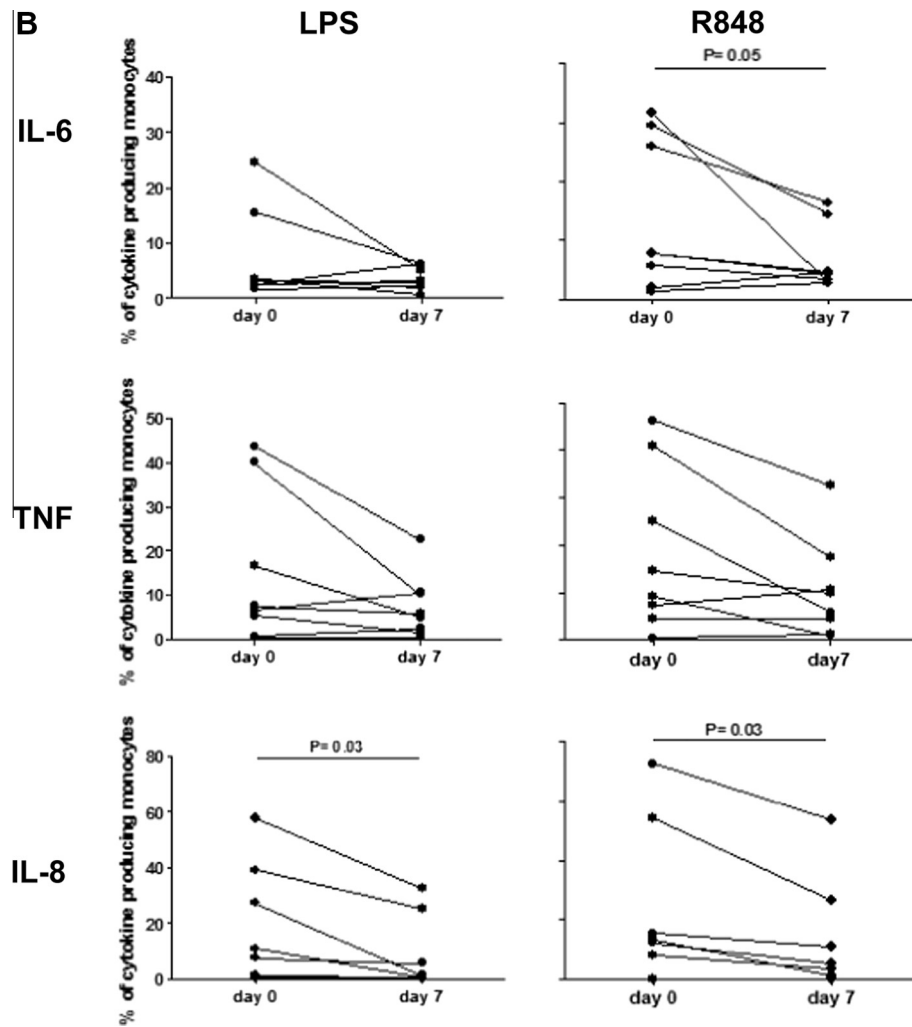 B LPS R848
P= 0.05
IL-6
% of cytokine producing monocytes
40
30
20
10
0
day 0 day 7
day 0 day 7
TNF
% of cytokine producing monocytes
50
40
30
20
10
0
day 0 day 7
day 0 day7
P= 0.03
P= 0.03
IL-8
% of cytokine producing monocytes
80
60
40
20
0
day 0 day 7
day 0 day 7